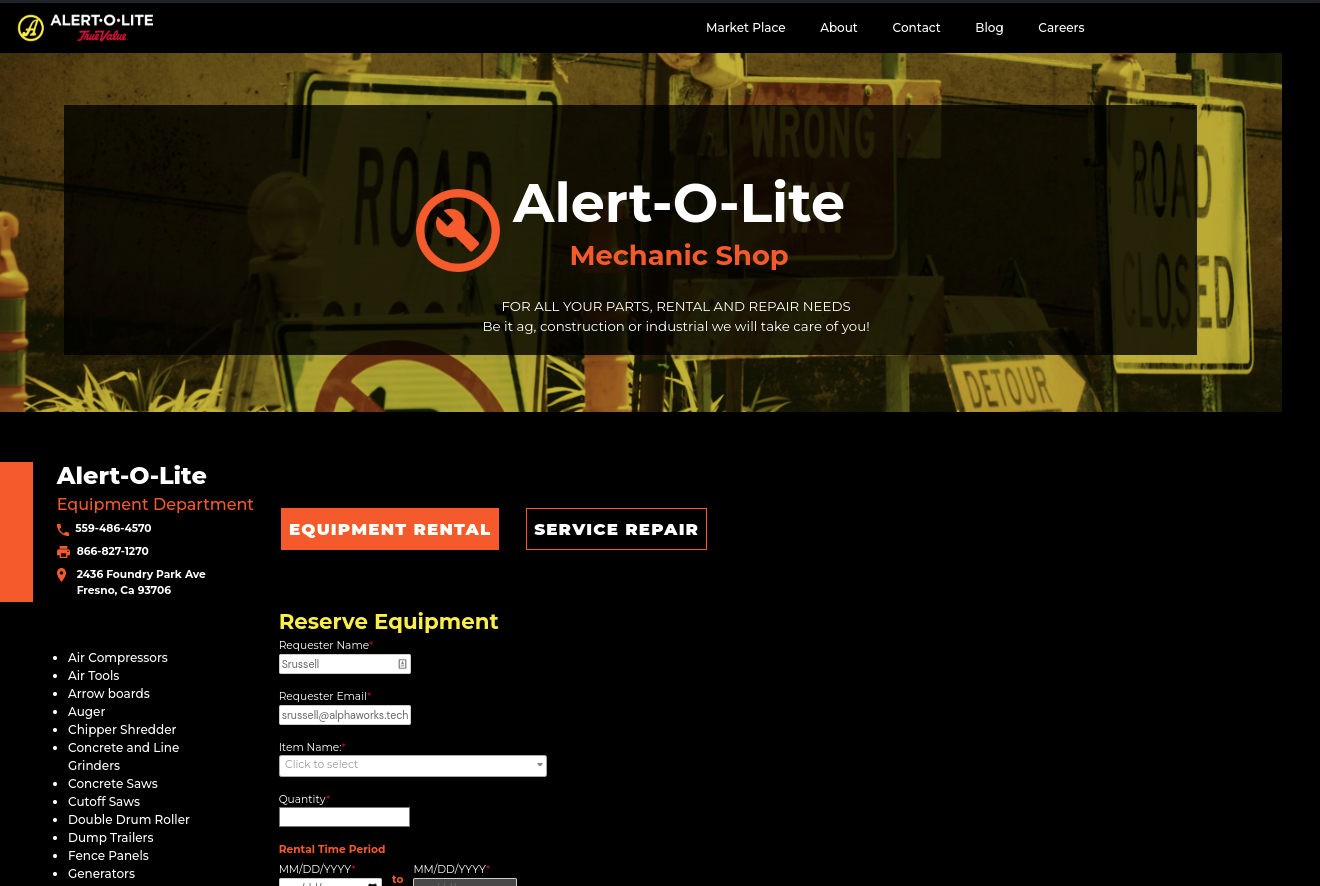 ALERT·O·LITE
True Value
Market Place
About
Contact
Blog
Careers
WRONG
WAY
ROAD
CLOSED
ROAD
CLOSED
DETOUR
Alert-O-Lite
Mechanic Shop
FOR ALL YOUR PARTS, RENTAL AND REPAIR NEEDS
Be it ag, construction or industrial we will take care of you!
Alert-O-Lite
Equipment Department
559-486-4570
866-827-1270
2436 Foundry Park Ave
Fresno, Ca 93706
EQUIPMENT RENTAL
SERVICE REPAIR
Air Compressors
Air Tools
Arrow boards
Auger
Chipper Shredder
Concrete and Line
Grinders
Concrete Saws
Cutoff Saws
Double Drum Roller
Dump Trailers
Fence Panels
Generators
Reserve Equipment
Requester Name*
Srussell
Requester Email*
srussell@alphaworks.tech
Item Name:*
Click to select
Quantity*
Rental Time Period
MM/DD/YYYY*
to
MM/DD/YYYY*